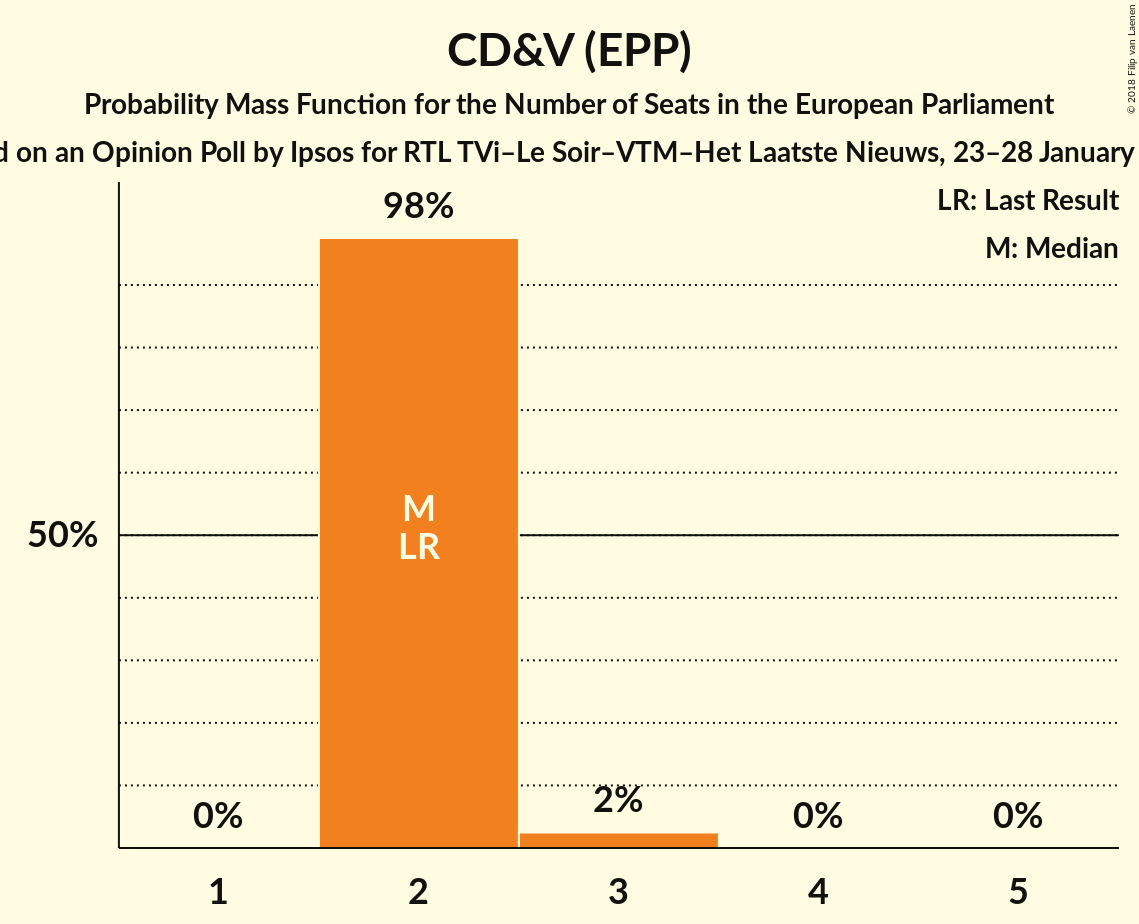 CD&V (EPP)
Probability Mass Function for the Number of Seats in the European Parliament
on an Opinion Poll by Ipsos for RTL TVi–Le Soir–VTM–Het Laatste Nieuws, 23–28 January
© 2018 Filip van Laenen
LR: Last Result
M: Median
98%
M
LR
50%
0%
2%
0%
0%
1
2
3
4
5